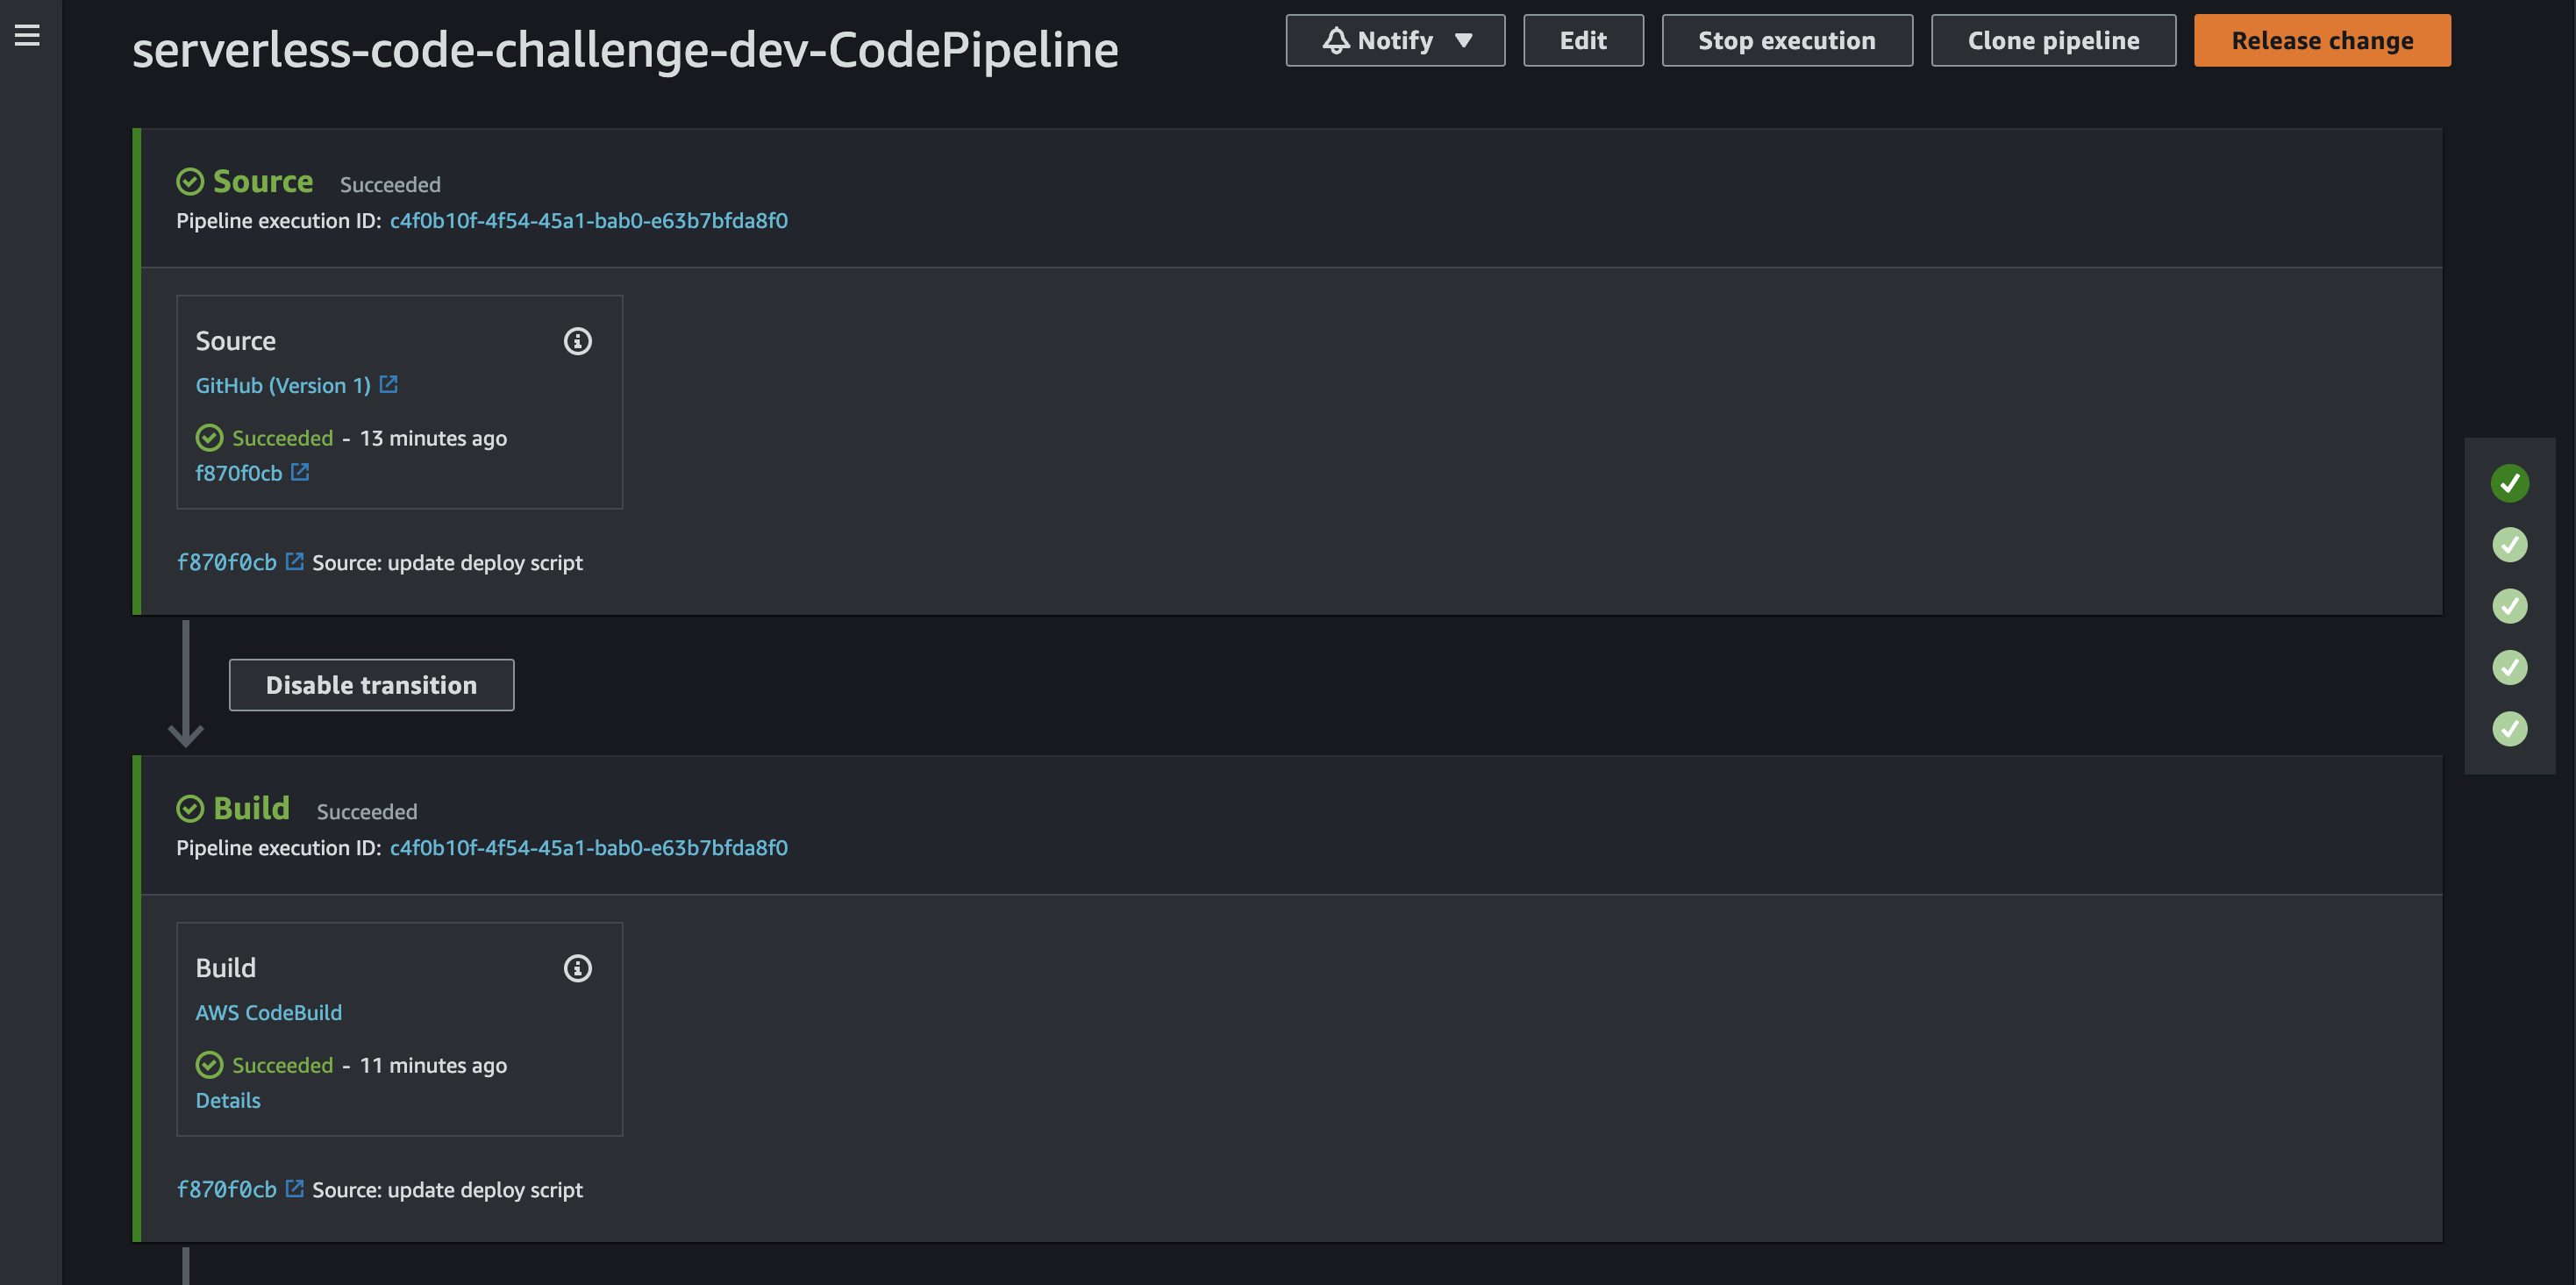 serverless-code-challenge-dev-CodePipeline
Notify
Edit
Stop execution
Clone pipeline
Release change
Source Succeeded
Pipeline execution ID: c4f0b10f-4f54-45a1-bab0-e63b7bfda8f0
Source
GitHub (Version 1)
Succeeded - 13 minutes ago
f870f0cb
f870f0cb Source: update deploy script
Disable transition
Build Succeeded
Pipeline execution ID: c4f0b10f-4f54-45a1-bab0-e63b7bfda8f0
Build
AWS CodeBuild
Succeeded - 11 minutes ago
Details
f870f0cb Source: update deploy script